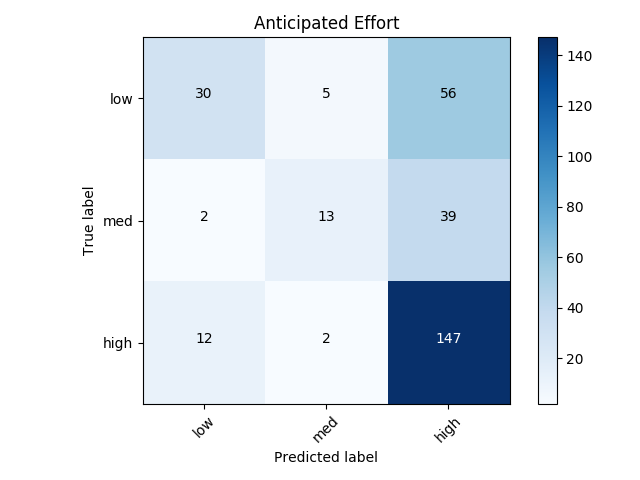 Anticipated Effort
True label
low
30 5 56
med
2 13 39
high
12 2 147
low med high
Predicted label
140
120
100
80
60
40
20